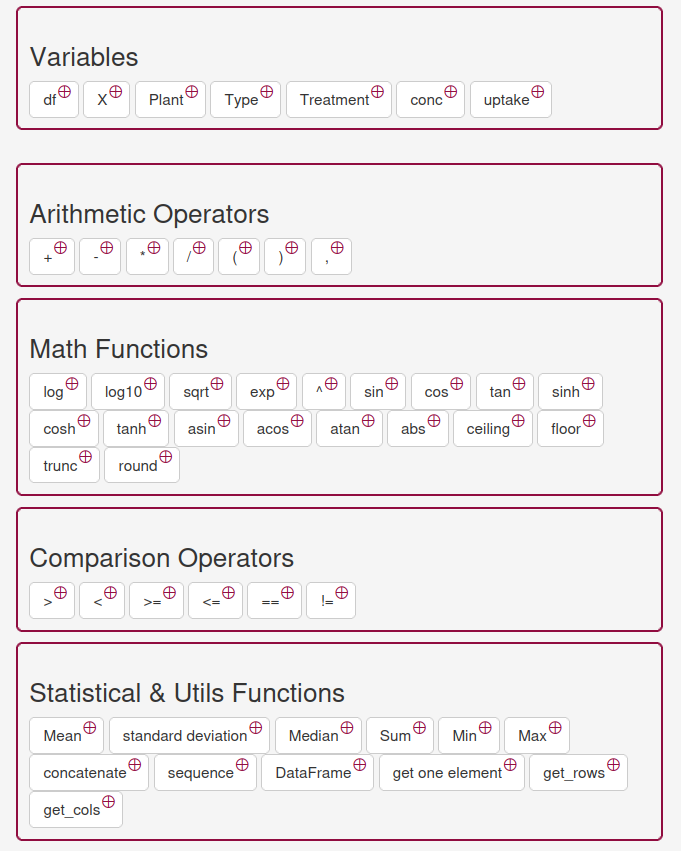 Variables
df X Plant Type Treatment conc uptake
Arithmetic Operators
+ - * / ( ) ,
Math Functions
log log10 sqrt exp ^ sin cos tan sinh
cosh tanh asin acos atan abs ceiling floor
trunc round
Comparison Operators
> < >= <= == !=
Statistical & Utils Functions
Mean standard deviation Median Sum Min Max
concatenate sequence DataFrame get one element get_rows
get_cols